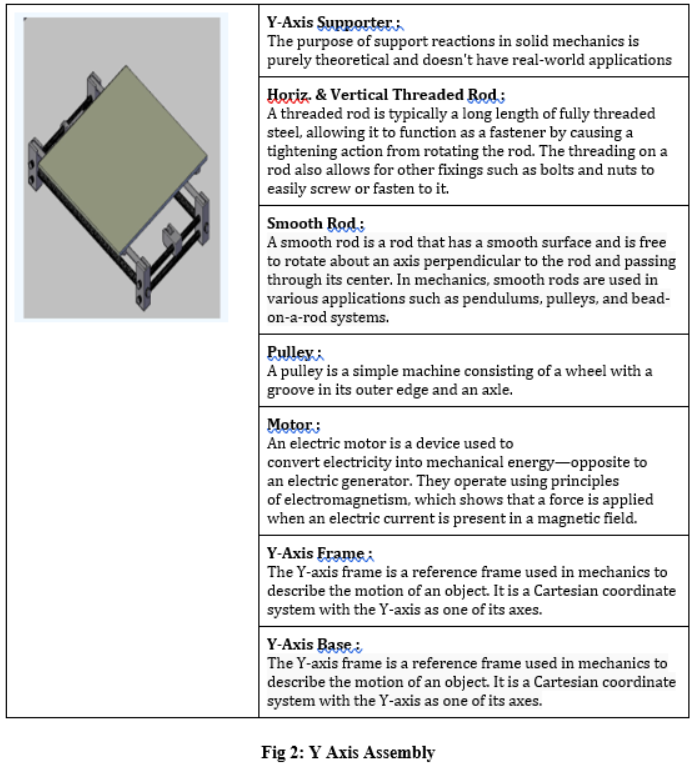 Y-Axis Supporter :
The purpose of support reactions in solid mechanics is
purely theoretical and doesn't have real-world applications
Horiz. & Vertical Threaded Rod :
A threaded rod is typically a long length of fully threaded
steel, allowing it to function as a fastener by causing a
tightening action from rotating the rod. The threading on a
rod also allows for other fixings such as bolts and nuts to
easily screw or fasten to it.
Smooth Rod :
A smooth rod is a rod that has a smooth surface and is free
to rotate about an axis perpendicular to the rod and passing
through its center. In mechanics, smooth rods are used in
various applications such as pendulums, pulleys, and bead-
on-a-rod systems.
Pulley :
A pulley is a simple machine consisting of a wheel with a
groove in its outer edge and an axle.
Motor :
An electric motor is a device used to
convert electricity into mechanical energy—opposite to
an electric generator. They operate using principles
of electromagnetism, which shows that a force is applied
when an electric current is present in a magnetic field.
Y-Axis Frame :
The Y-axis frame is a reference frame used in mechanics to
describe the motion of an object. It is a Cartesian coordinate
system with the Y-axis as one of its axes.
Y-Axis Base :
The Y-axis frame is a reference frame used in mechanics to
describe the motion of an object. It is a Cartesian coordinate
system with the Y-axis as one of its axes.
Fig 2: Y Axis Assembly